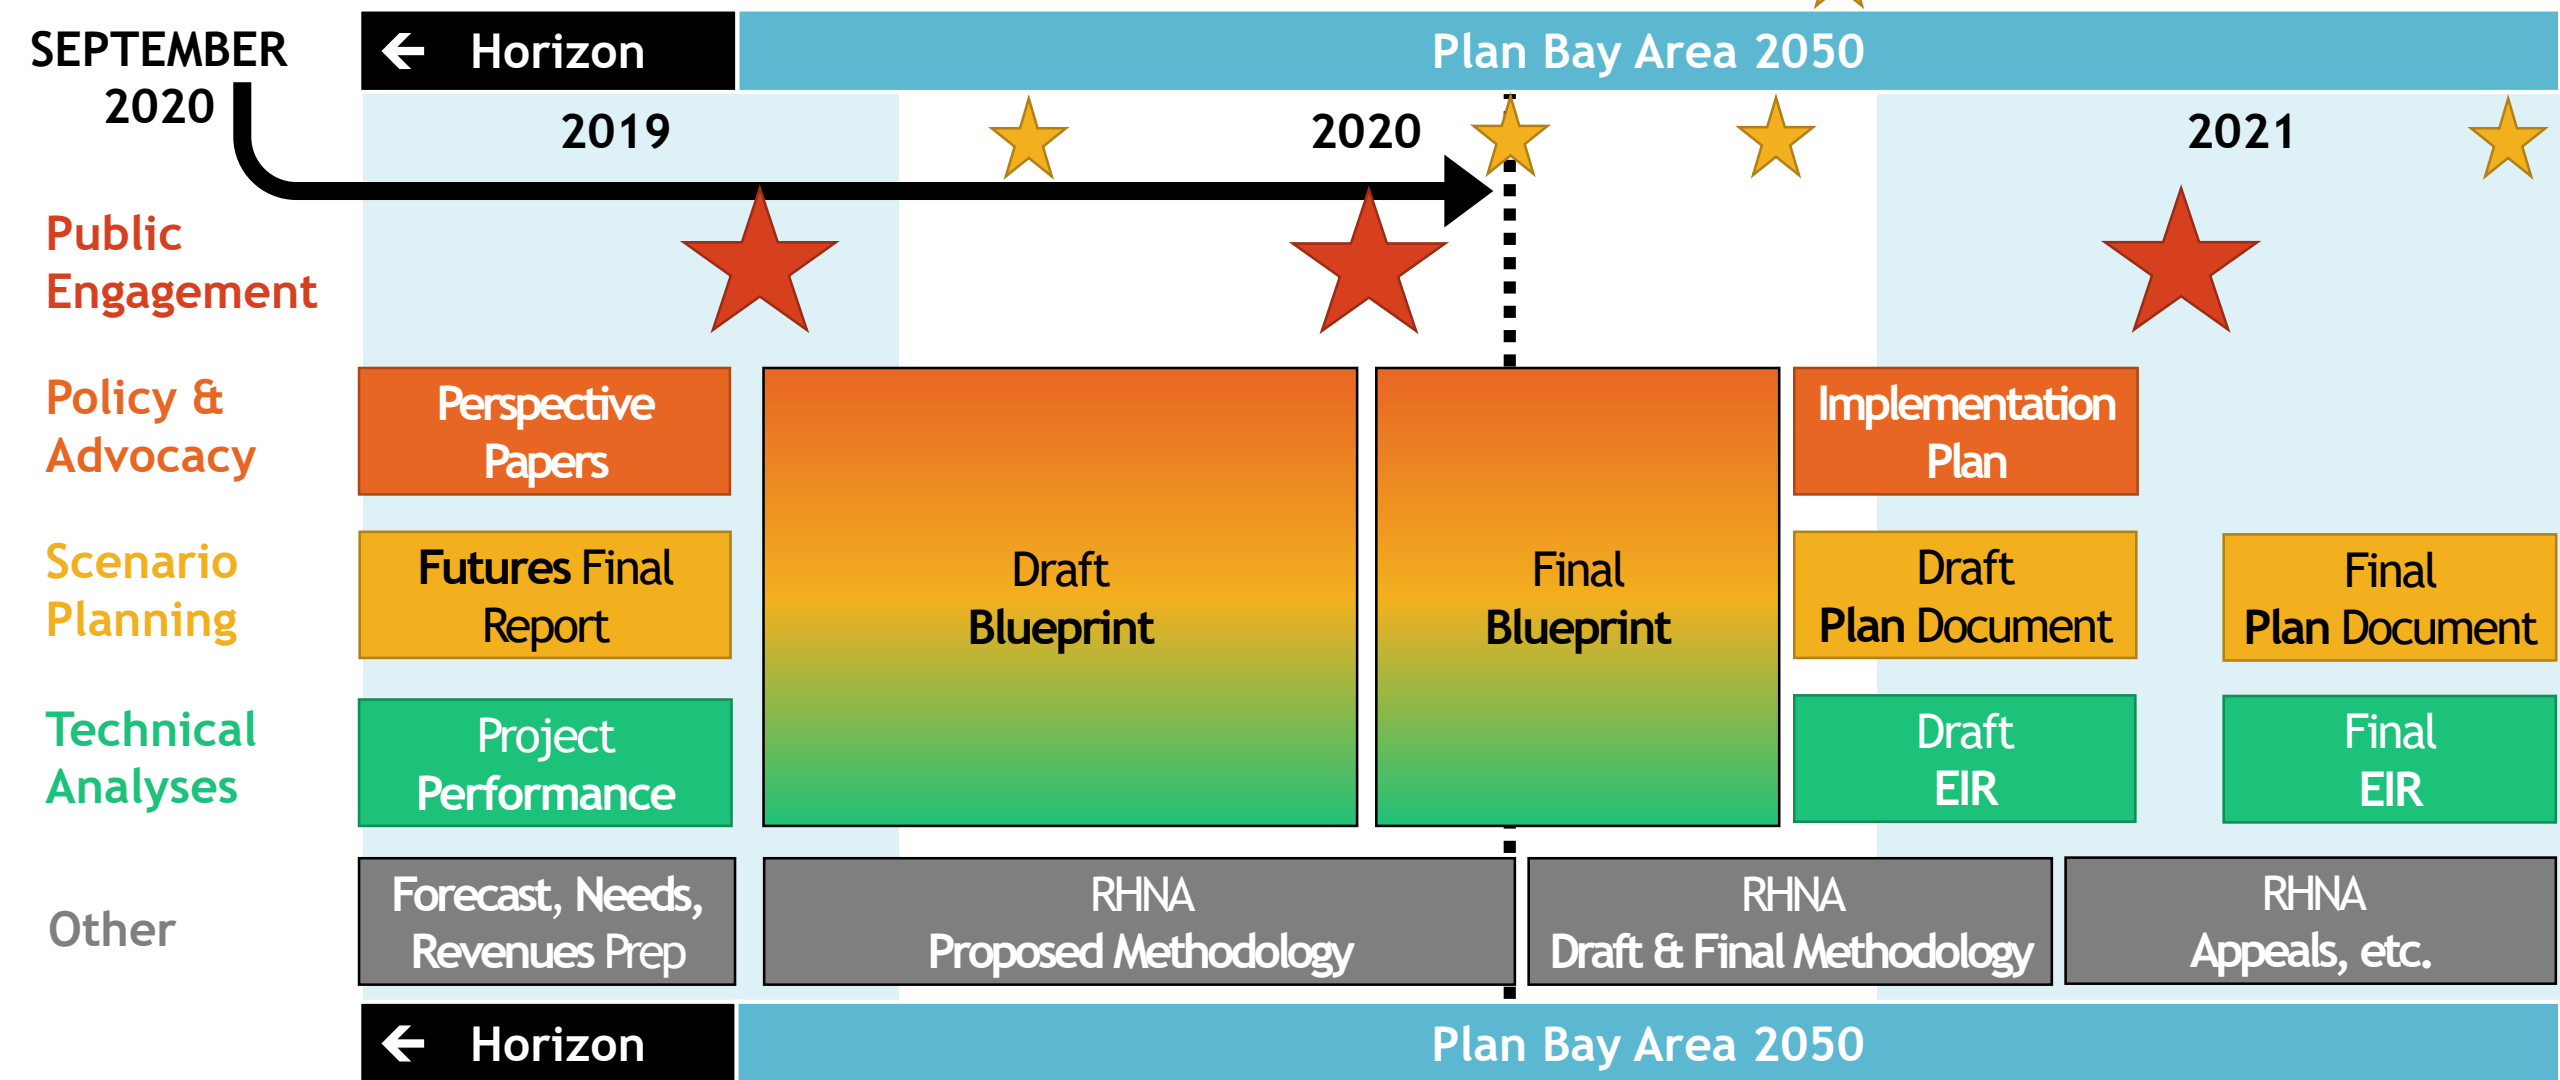 SEPTEMBER
2020
← Horizon
Plan Bay Area 2050
2019
2020
2021
Public
Engagement
Policy &
Advocacy
Perspective
Papers
Implementation
Plan
Scenario
Planning
Futures Final
Report
Draft
Blueprint
Final
Blueprint
Draft
Plan Document
Final
Plan Document
Technical
Analyses
Project
Performance
Draft
EIR
Final
EIR
Other
Forecast, Needs,
Revenues Prep
RHNA
Proposed Methodology
RHNA
Draft & Final Methodology
RHNA
Appeals, etc.
← Horizon
Plan Bay Area 2050